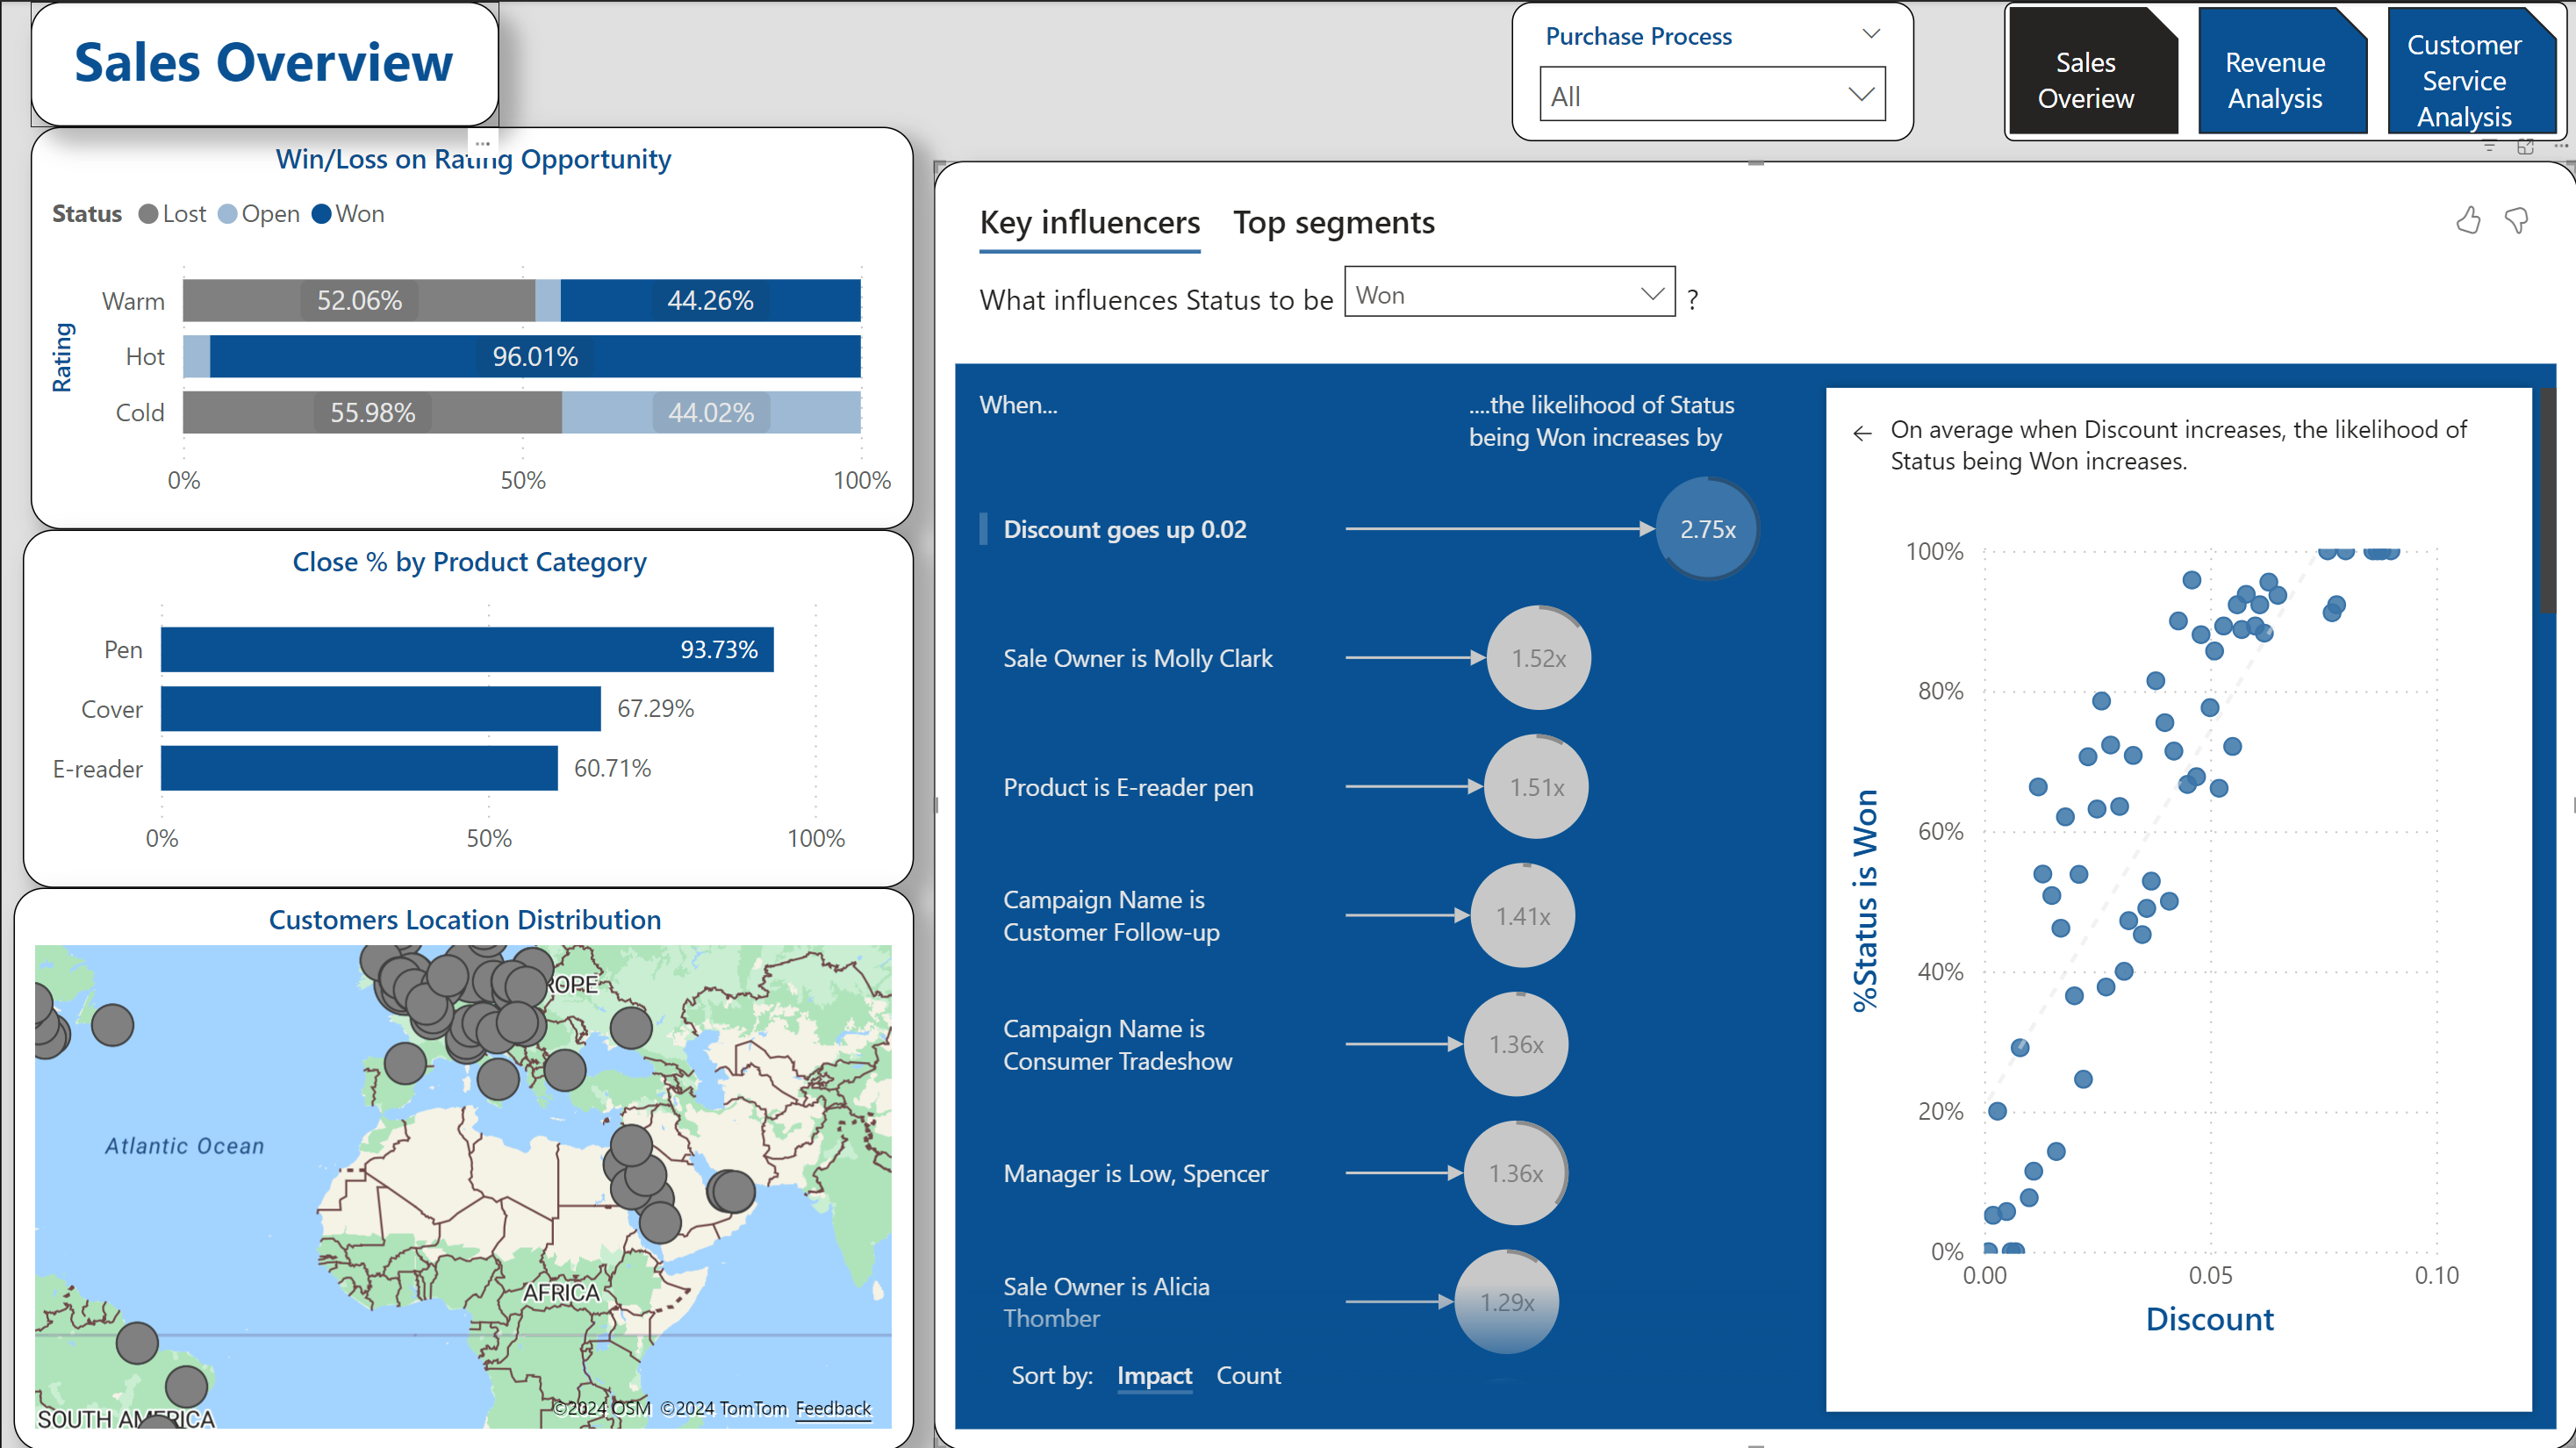 Sales Overview
Purchase Process
All
Sales
Overiew
Revenue
Analysis
Customer
Service
Analysis
Win/Loss on Rating Opportunity
Status Lost Open Won
Rating
Warm 52.06% 44.26%
Hot 96.01%
Cold 55.98% 44.02%
0% 50% 100%
Close % by Product Category
Pen 93.73%
Cover 67.29%
E-reader 60.71%
0% 50% 100%
Customers Location Distribution
ROPE
Atlantic Ocean
AFRICA
SOUTH AMERICA
©2024 OSM ©2024 TomTom Feedback
Key influencers Top segments
What influences Status to be Won ?
When...
....the likelihood of Status
being Won increases by
Discount goes up 0.02 2.75x
Sale Owner is Molly Clark 1.52x
Product is E-reader pen 1.51x
Campaign Name is
Customer Follow-up
1.41x
Campaign Name is
Consumer Tradeshow
1.36x
Manager is Low, Spencer 1.36x
Sale Owner is Alicia
Thomber
1.29x
Sort by: Impact Count
On average when Discount increases, the likelihood of
Status being Won increases.
%Status is Won
100%
80%
60%
40%
20%
0%
0.00 0.05 0.10
Discount